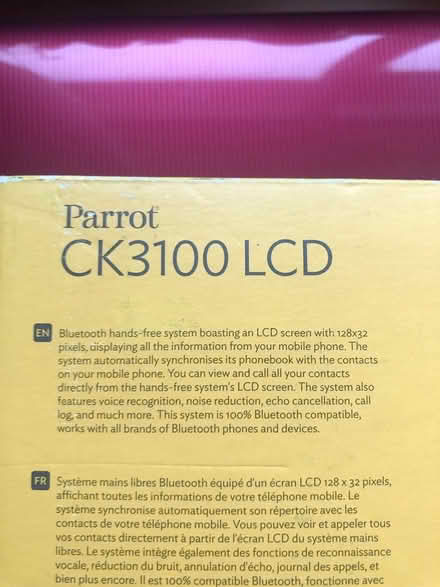 Parrot
CK3100 LCD
EN Bluetooth hands-free system boasting an LCD screen with 128x32
pixels, displaying all the information from your mobile phone. The
system automatically synchronises its phonebook with the contacts
on your mobile phone. You can view and call all your contacts
directly from the hands-free system's LCD screen. The system also
features voice recognition, noise reduction, echo cancellation, call
log, and much more. This system is 100% Bluetooth compatible,
works with all brands of Bluetooth phones and devices.
FR Système mains libres Bluetooth équipé d'un écran LCD 128 x 32 pixels,
affichant toutes les informations de votre téléphone mobile. Le
système synchronise automatiquement son répertoire avec les
contacts de votre téléphone mobile. Vous pouvez voir et appeler tous
vos contacts directement à partir de l'écran LCD du système mains
libres. Le système intègre également des fonctions de reconnaissance
vocale, réduction du bruit, annulation d'écho, journal des appels, et
bien plus encore. Il est 100% compatible Bluetooth, fonctionne avec